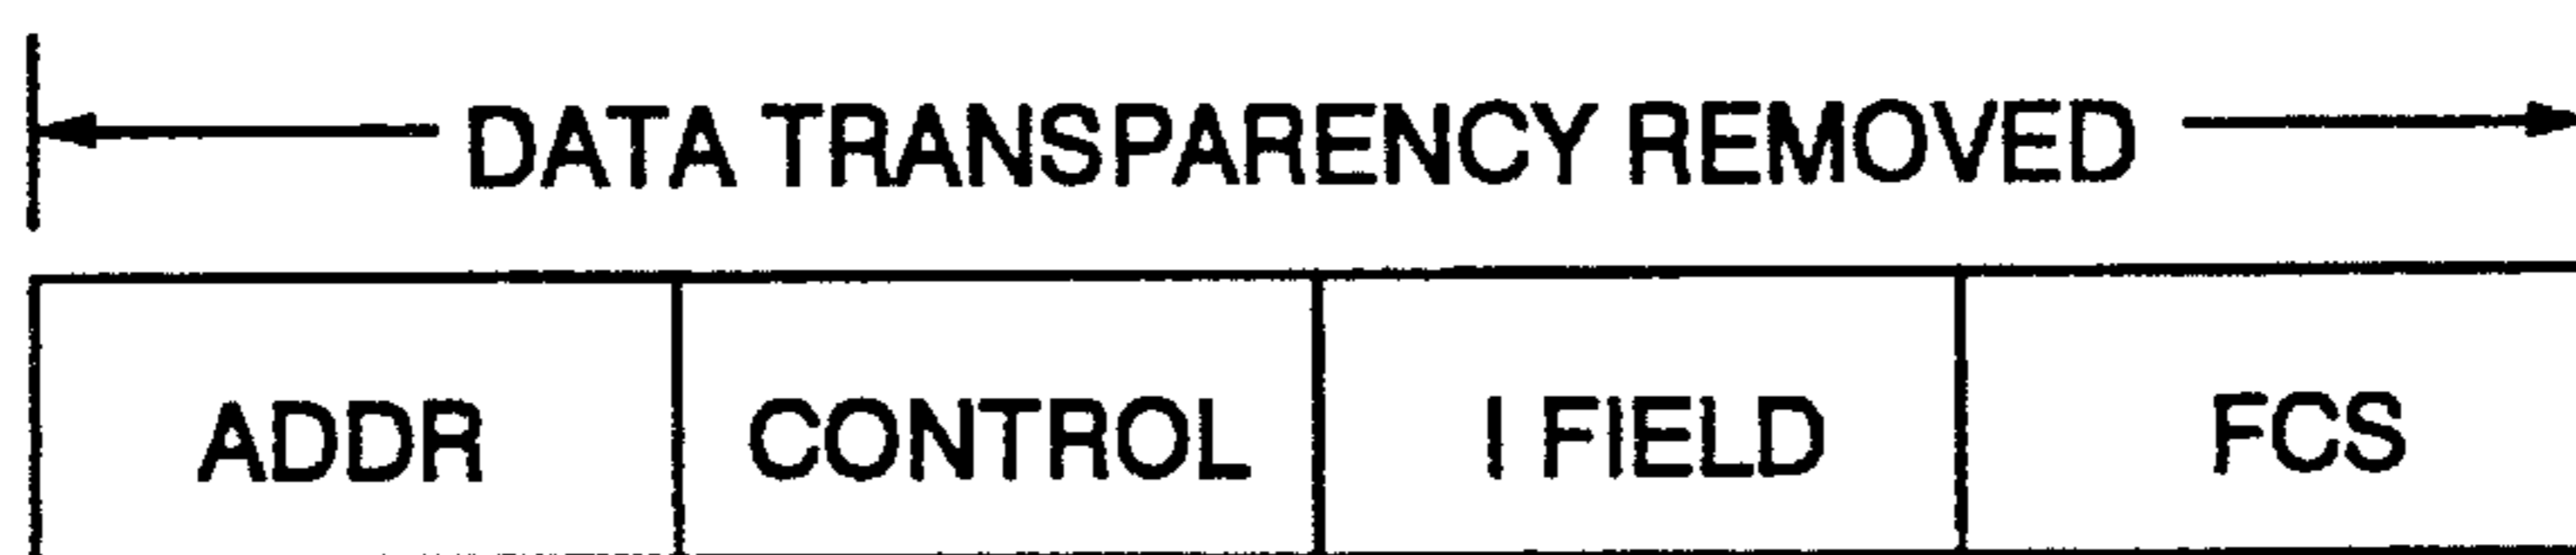 DATA TRANSPARENCY REMOVED
ADDR CONTROL I FIELD FCS